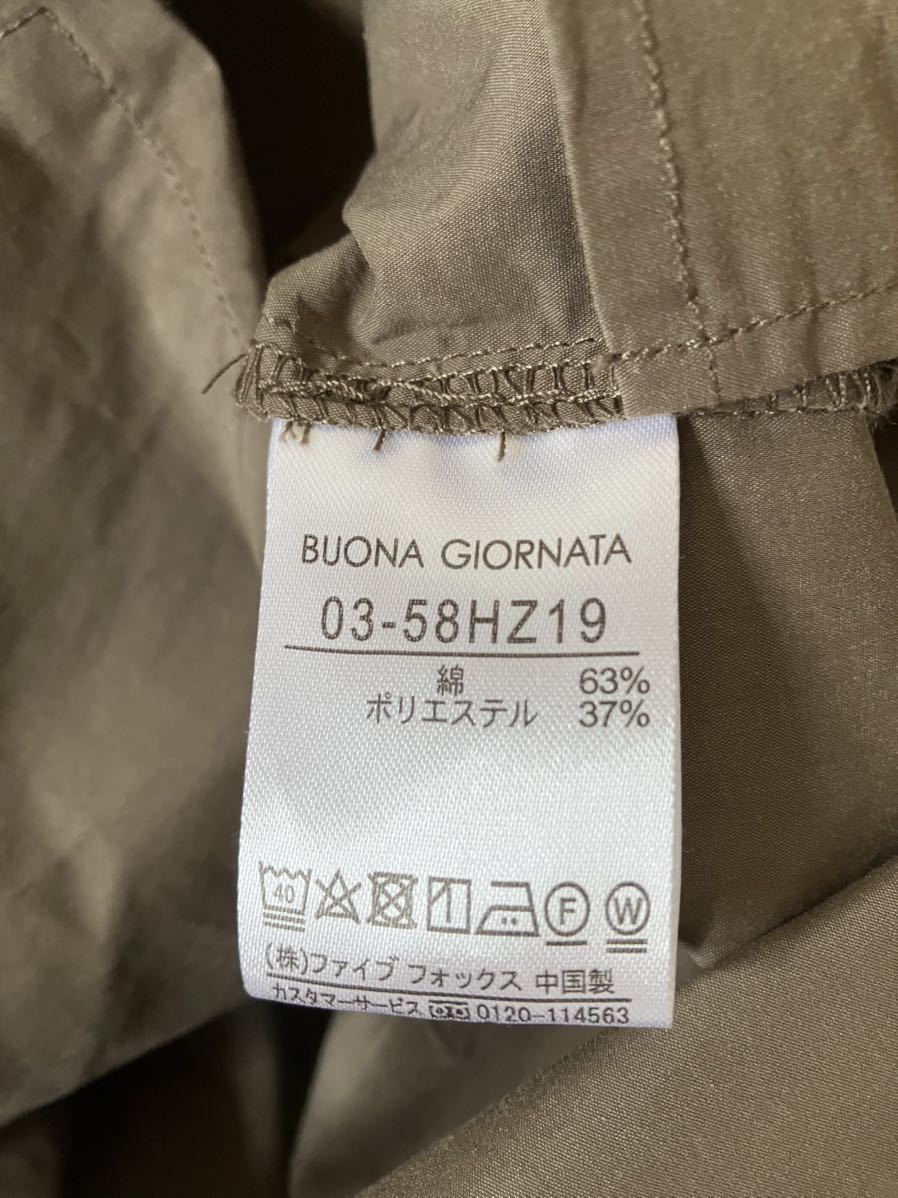 BUONA GIORNATA
03-58HZ19
綿 63%
ポリエステル 37%
40 F W
(株)ファイブ フォックス 中国製
カスタマーサービス 0120-114563